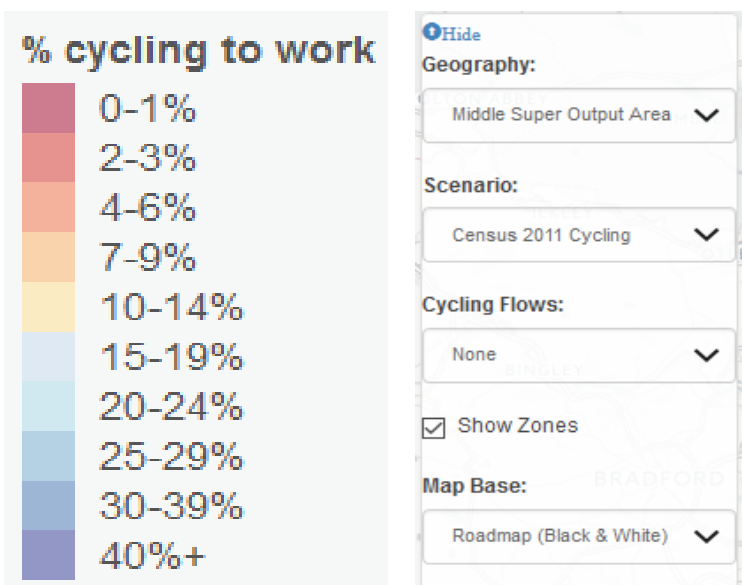 % cycling to work
0-1%
2-3%
4-6%
7-9%
10-14%
15-19%
20-24%
25-29%
30-39%
40%+
Hide
Geography:
Middle Super Output Area
Scenario:
Census 2011 Cycling
Cycling Flows:
None
BINGLEY
Show Zones
BRADFORD
Map Base:
Roadmap (Black & White)